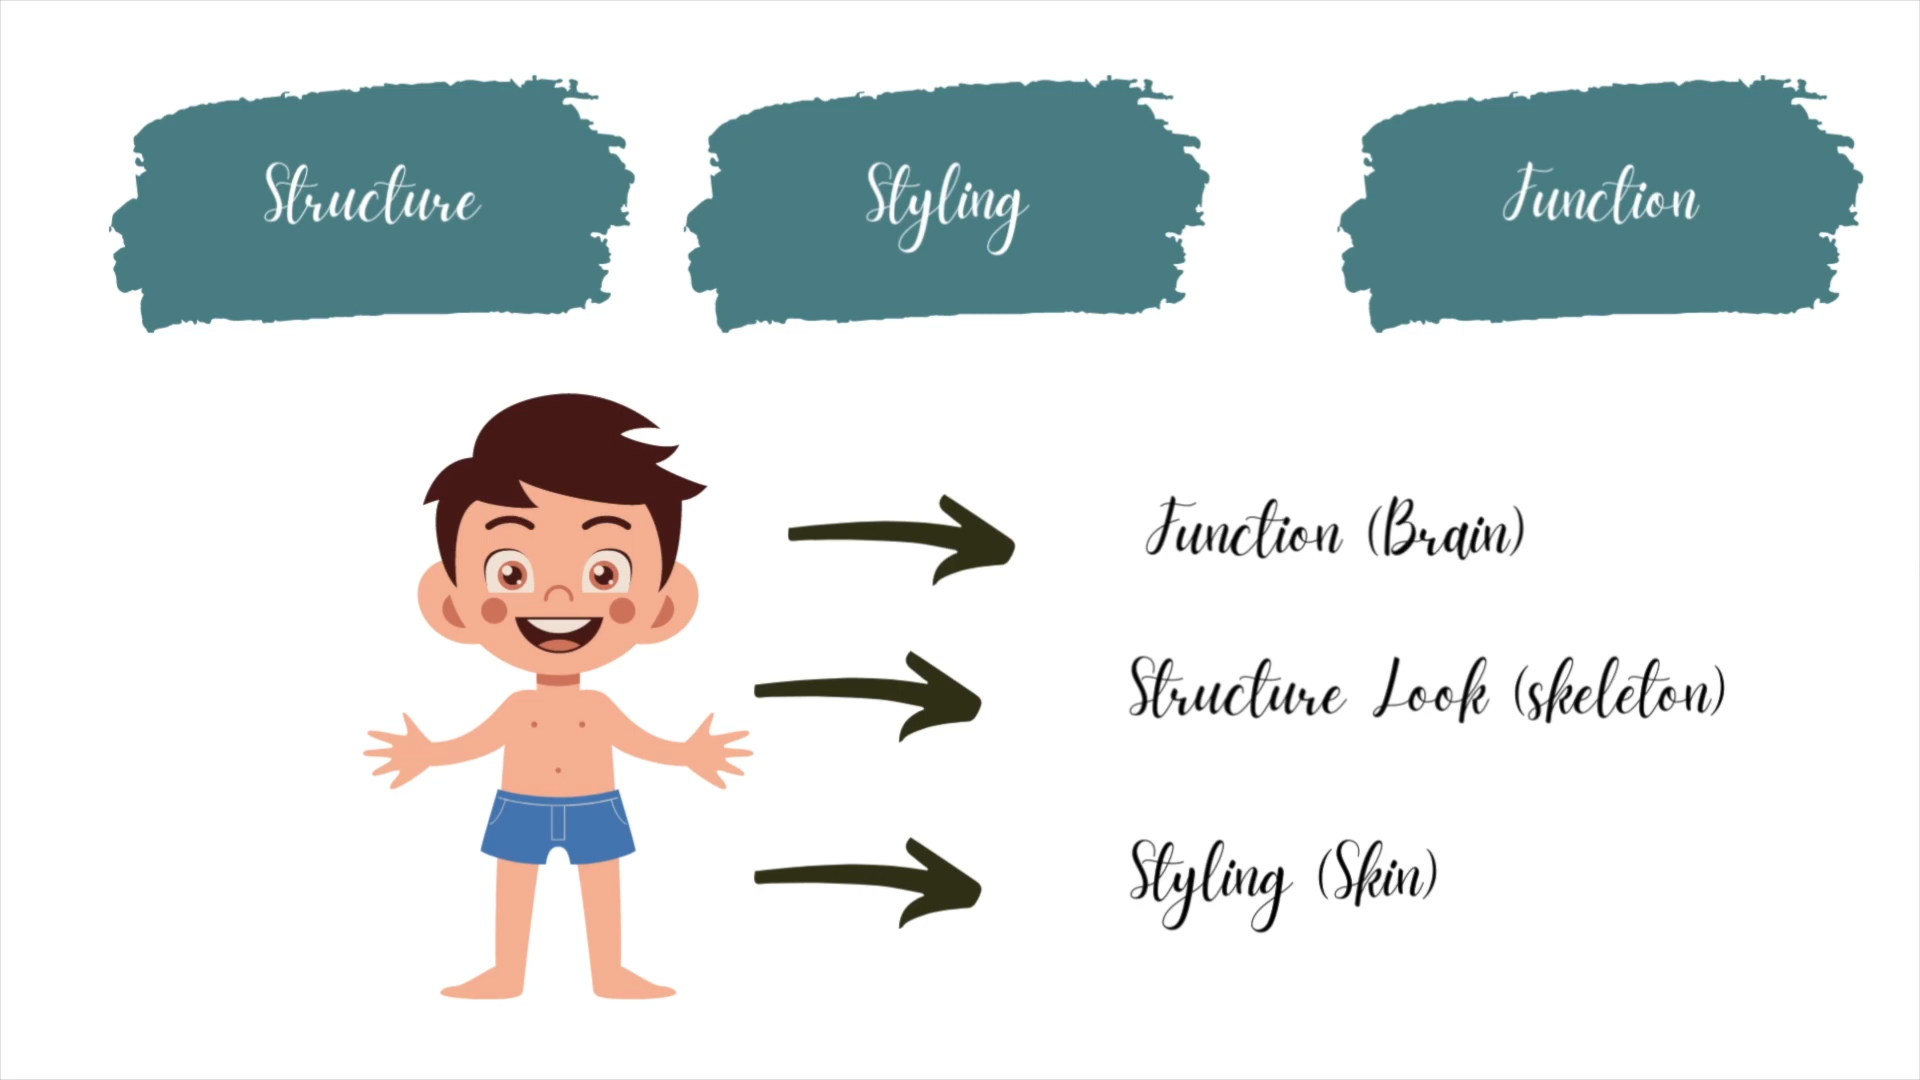 Structure
Styling
Function
Function (Brain)
Structure Look (skeleton)
Styling (Skin)